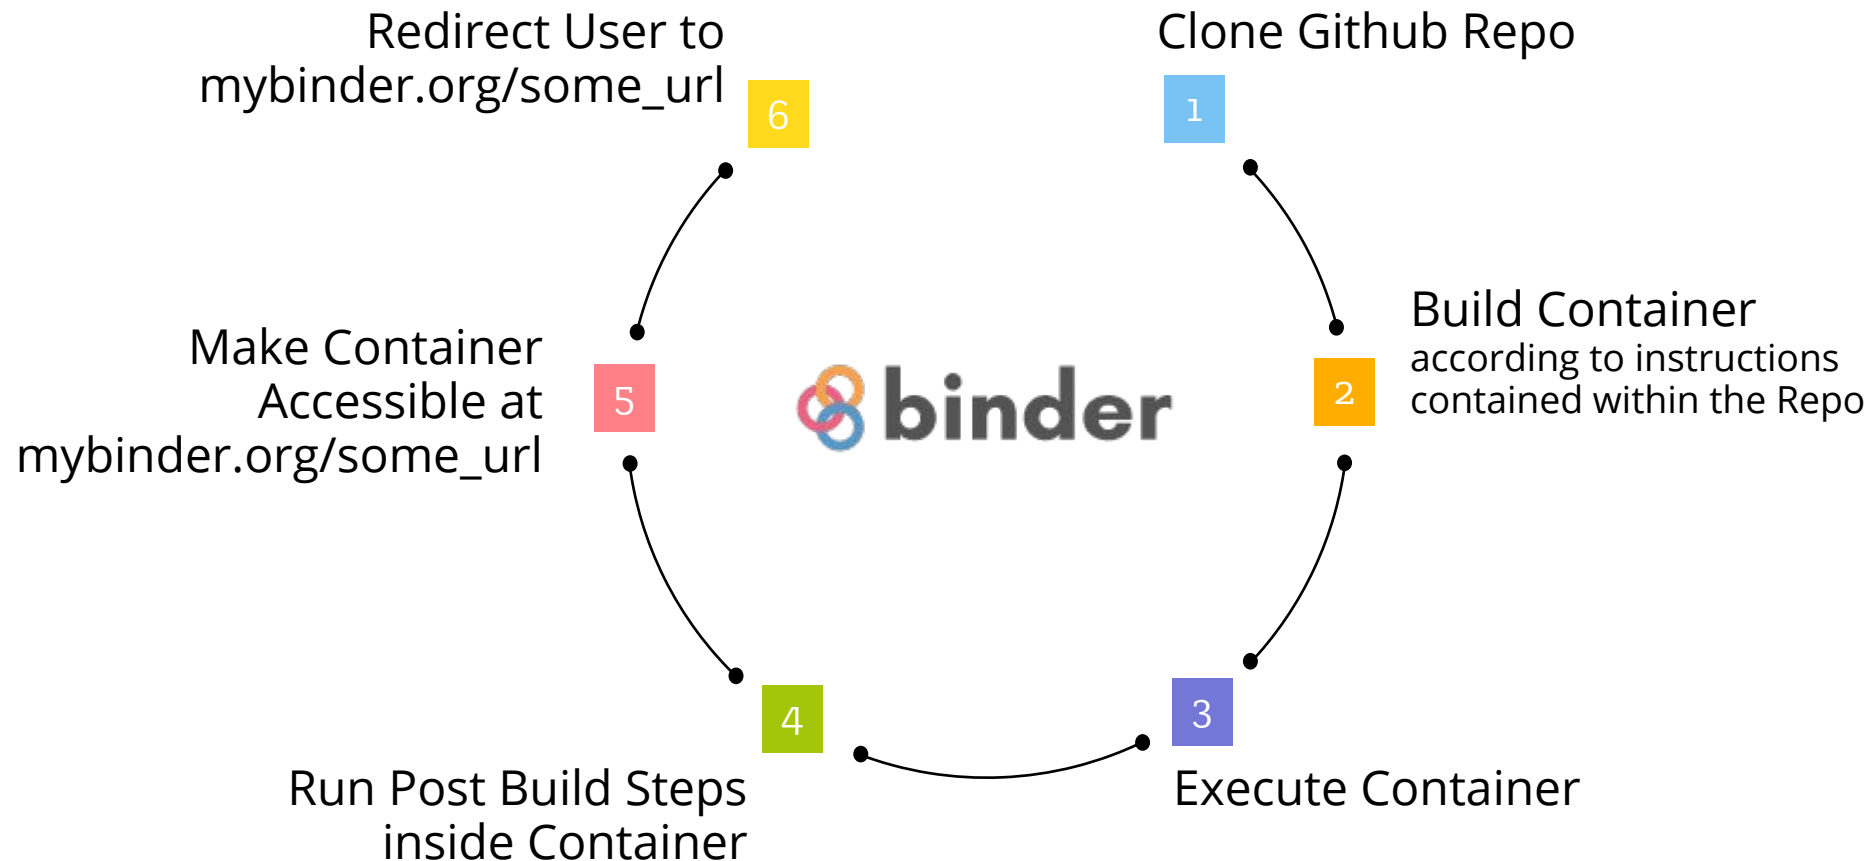 Clone Github Repo
1
Build Container
according to instructions
contained within the Repo
2
3
Execute Container
4
Run Post Build Steps
inside Container
Make Container
Accessible at
mybinder.org/some_url
5
Redirect User to
mybinder.org/some_url
6
binder